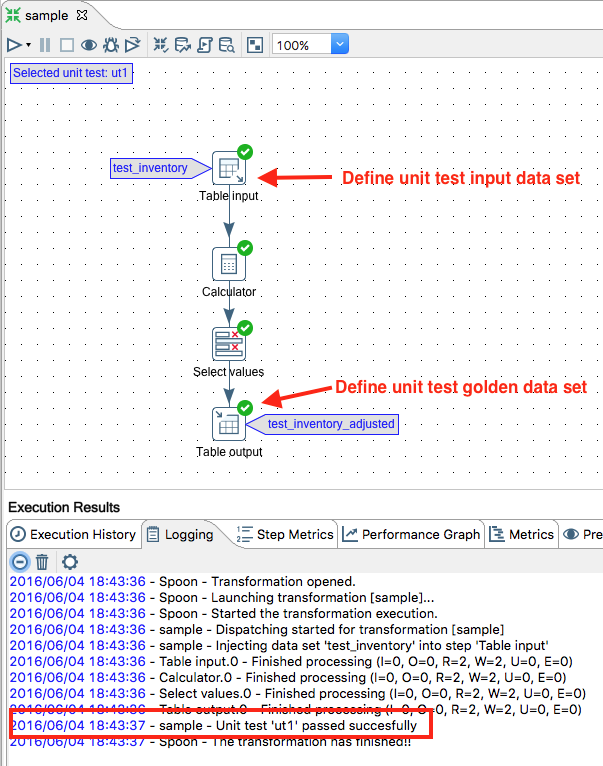 sample
100%
Selected unit test: ut1
test_inventory
Define unit test input data set
Table input
Calculator
Select values
Define unit test golden data set
test_inventory_adjusted
Table output
Execution Results
Execution History Logging Step Metrics Performance Graph Metrics Pre
2016/06/04 18:43:36 - Spoon - Transformation opened.
2016/06/04 18:43:36 - Spoon - Launching transformation [sample]...
2016/06/04 18:43:36 - Spoon - Started the transformation execution.
2016/06/04 18:43:36 - sample - Dispatching started for transformation [sample]
2016/06/04 18:43:36 - sample - Injecting data set 'test_inventory' into step 'Table input'
2016/06/04 18:43:36 - Table input.0 - Finished processing (I=0, O=0, R=2, W=2, U=0, E=0)
2016/06/04 18:43:36 - Calculator.0 - Finished processing (I=0, O=0, R=2, W=2, U=0, E=0)
2016/06/04 18:43:36 - Select values.0 - Finished processing (I=0, O=0, R=2, W=2, U=0, E=0)
2016/06/04 18:43:36 - Table output.0 - Finished processing (I=0, O=0, R=2, W=2, U=0, E=0)
2016/06/04 18:43:37 - sample - Unit test 'ut1' passed succesfully
2016/06/04 18:43:37 - Spoon - The transformation has finished!!